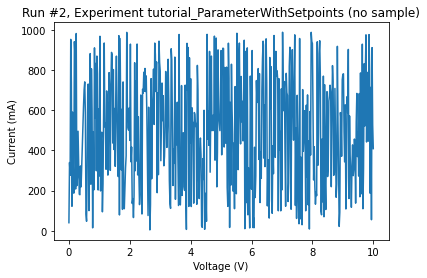 Run #2, Experiment tutorial_ParameterWithSetpoints (no sample)
1000
800
600
400
200
0
Current (mA)
0 2 4 6 8 10
Voltage (V)